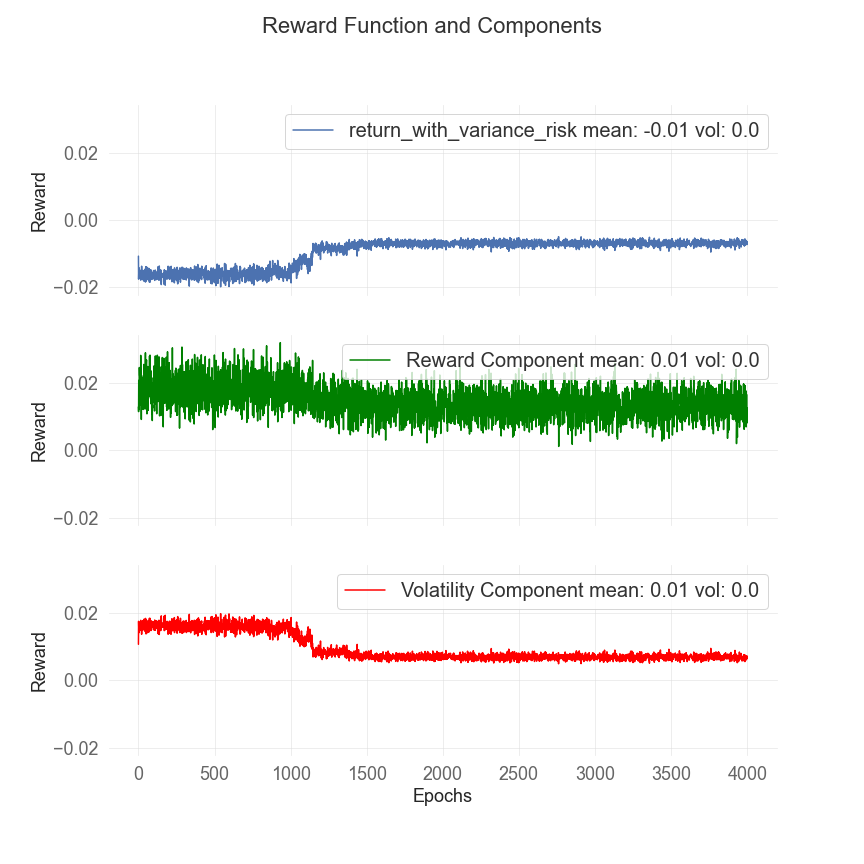 Reward Function and Components
return_with_variance_risk mean: -0.01 vol: 0.0
0.02
0.00
−0.02
Reward
Reward Component mean: 0.01 vol: 0.0
0.02
0.00
−0.02
Reward
Volatility Component mean: 0.01 vol: 0.0
0.02
0.00
−0.02
Reward
0 500 1000 1500 2000 2500 3000 3500 4000
Epochs